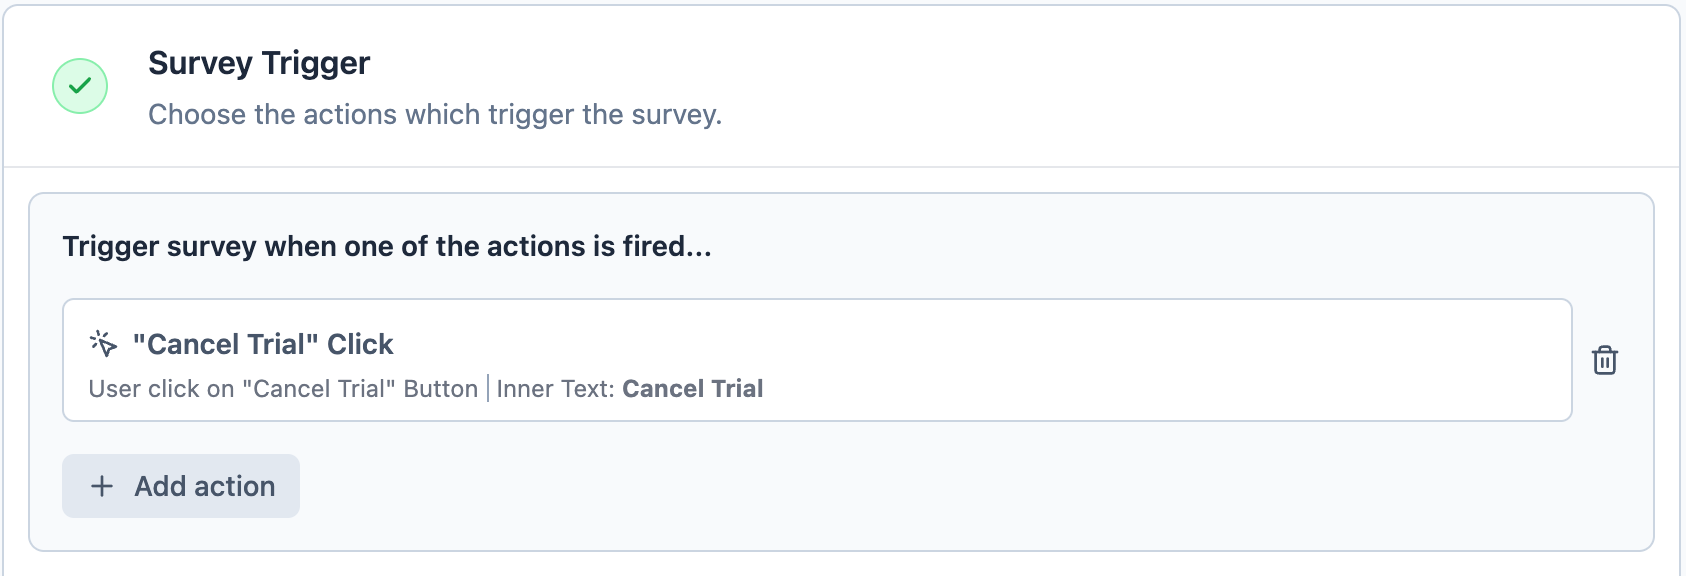 Survey Trigger
Choose the actions which trigger the survey.
Trigger survey when one of the actions is fired...
"Cancel Trial" Click
User click on "Cancel Trial" Button | Inner Text: Cancel Trial
+ Add action